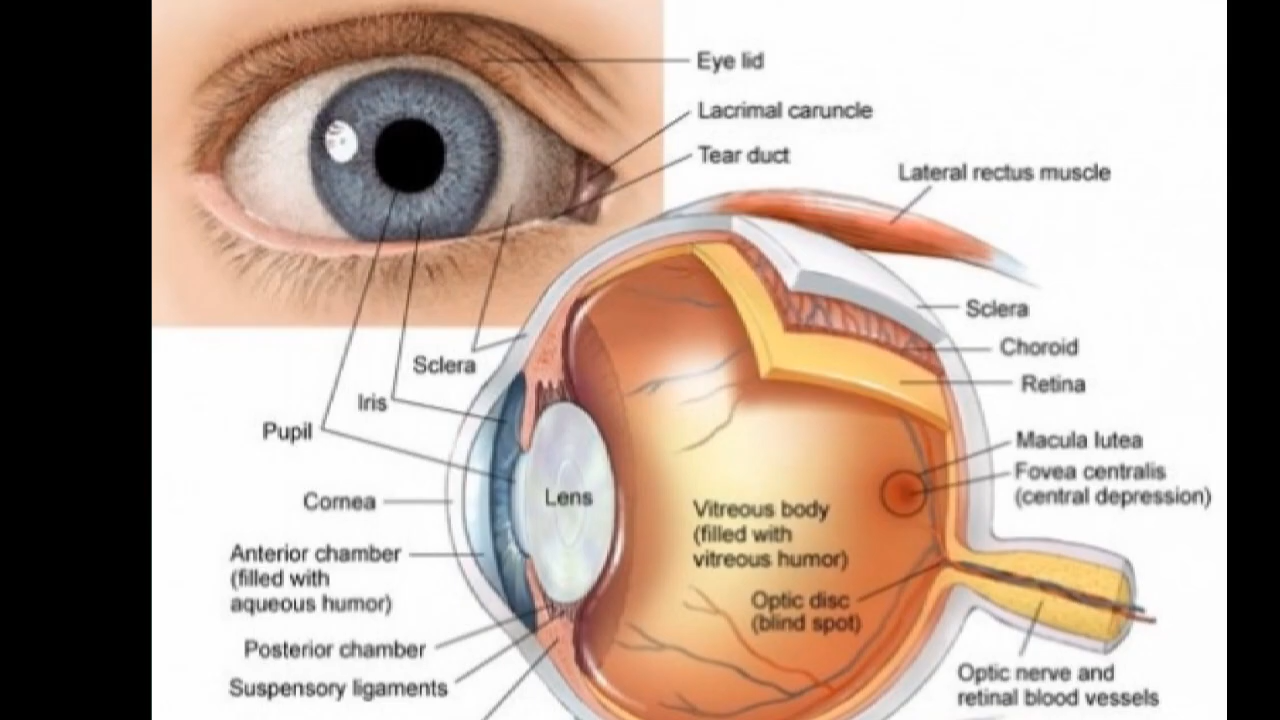 Eye lid
Lacrimal caruncle
Tear duct
Lateral rectus muscle
Sclera
Choroid
Retina
Sclera
Iris
Pupil
Macula lutea
Fovea centralis
(central depression)
Cornea
Lens
Vitreous body
(filled with
vitreous humor)
Anterior chamber
(filled with
aqueous humor)
Optic disc
(blind spot)
Posterior chamber
Suspensory ligaments
Optic nerve and
retinal blood vessels